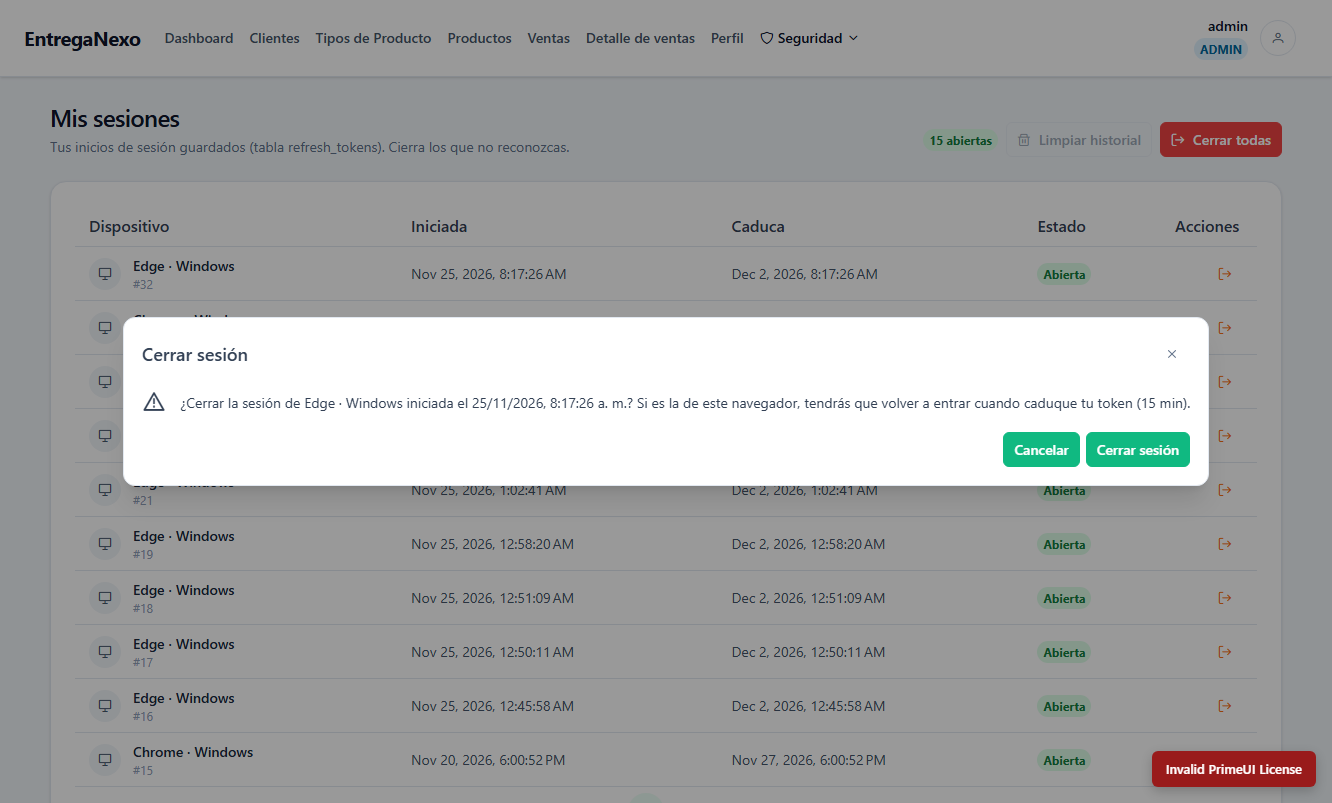 EntregaNexo Dashboard Clientes Tipos de Producto Productos Ventas Detalle de ventas Perfil Seguridad admin
ADMIN
Mis sesiones
Tus inicios de sesión guardados (tabla refresh_tokens). Cierra los que no reconozcas.
15 abiertas Limpiar historial Cerrar todas
Dispositivo Iniciada Caduca Estado Acciones
Edge · Windows Nov 25, 2026, 8:17:26 AM Dec 2, 2026, 8:17:26 AM Abierta
#32
Cerrar sesión
¿Cerrar la sesión de Edge · Windows iniciada el 25/11/2026, 8:17:26 a. m.? Si es la de este navegador, tendrás que volver a entrar cuando caduque tu token (15 min).
Cancelar Cerrar sesión
Nov 25, 2026, 1:02:41 AM Dec 2, 2026, 1:02:41 AM Abierta
#21
Edge · Windows Nov 25, 2026, 12:58:20 AM Dec 2, 2026, 12:58:20 AM Abierta
#19
Edge · Windows Nov 25, 2026, 12:51:09 AM Dec 2, 2026, 12:51:09 AM Abierta
#18
Edge · Windows Nov 25, 2026, 12:50:11 AM Dec 2, 2026, 12:50:11 AM Abierta
#17
Edge · Windows Nov 25, 2026, 12:45:58 AM Dec 2, 2026, 12:45:58 AM Abierta
#16
Chrome · Windows Nov 20, 2026, 6:00:52 PM Nov 27, 2026, 6:00:52 PM Abierta
#15
Invalid PrimeUI License